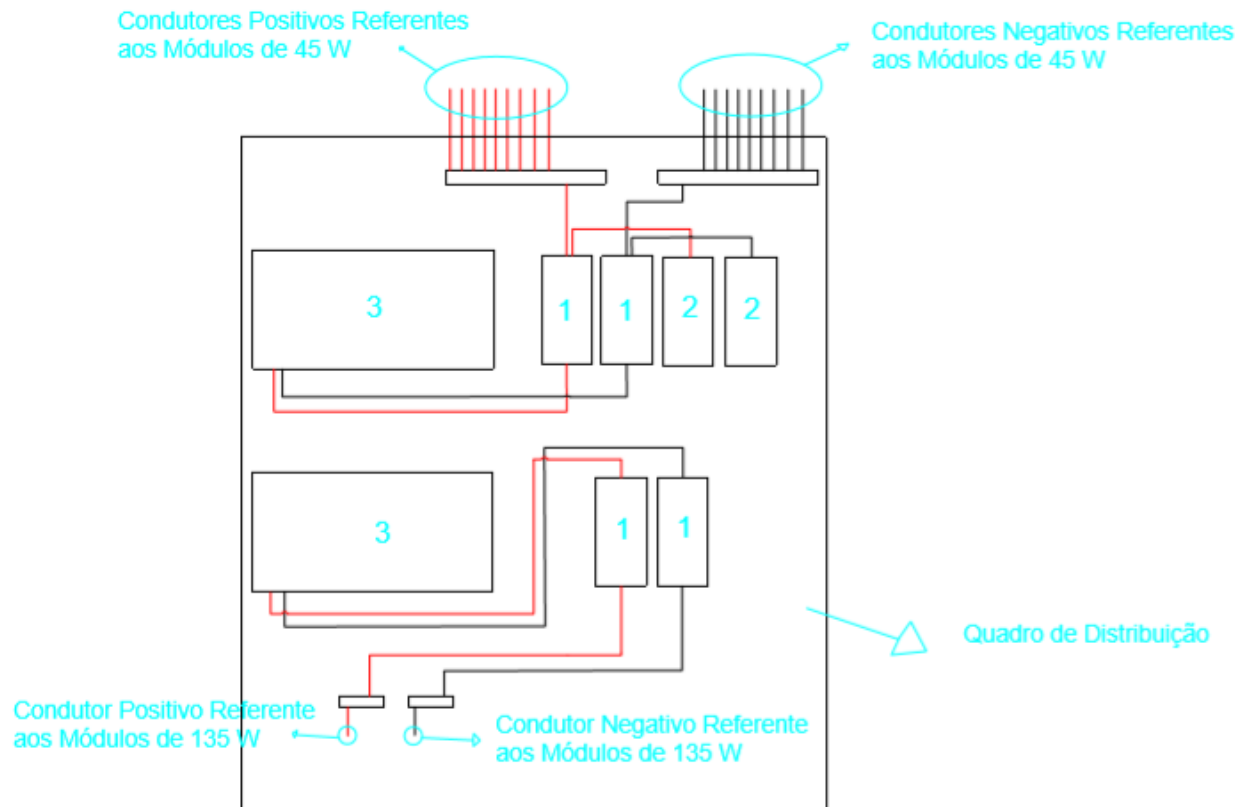 Condutores Positivos Referentes
aos Módulos de 45 W
Condutores Negativos Referentes
aos Módulos de 45 W
3
1
1
2
2
3
1
1
Quadro de Distribuição
Condutor Positivo Referente
aos Módulos de 135 W
Condutor Negativo Referente
aos Módulos de 135 W